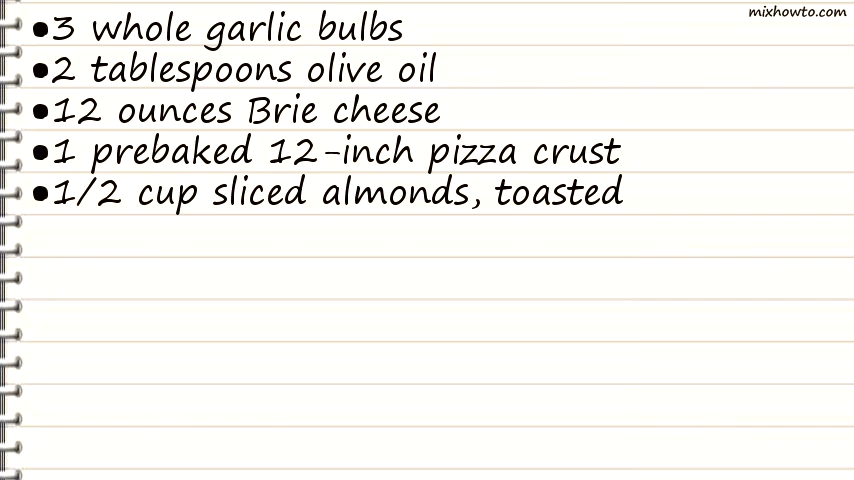 mixhowto.com
•3 whole garlic bulbs
•2 tablespoons olive oil
•12 ounces Brie cheese
•1 prebaked 12-inch pizza crust
•1/2 cup sliced almonds, toasted